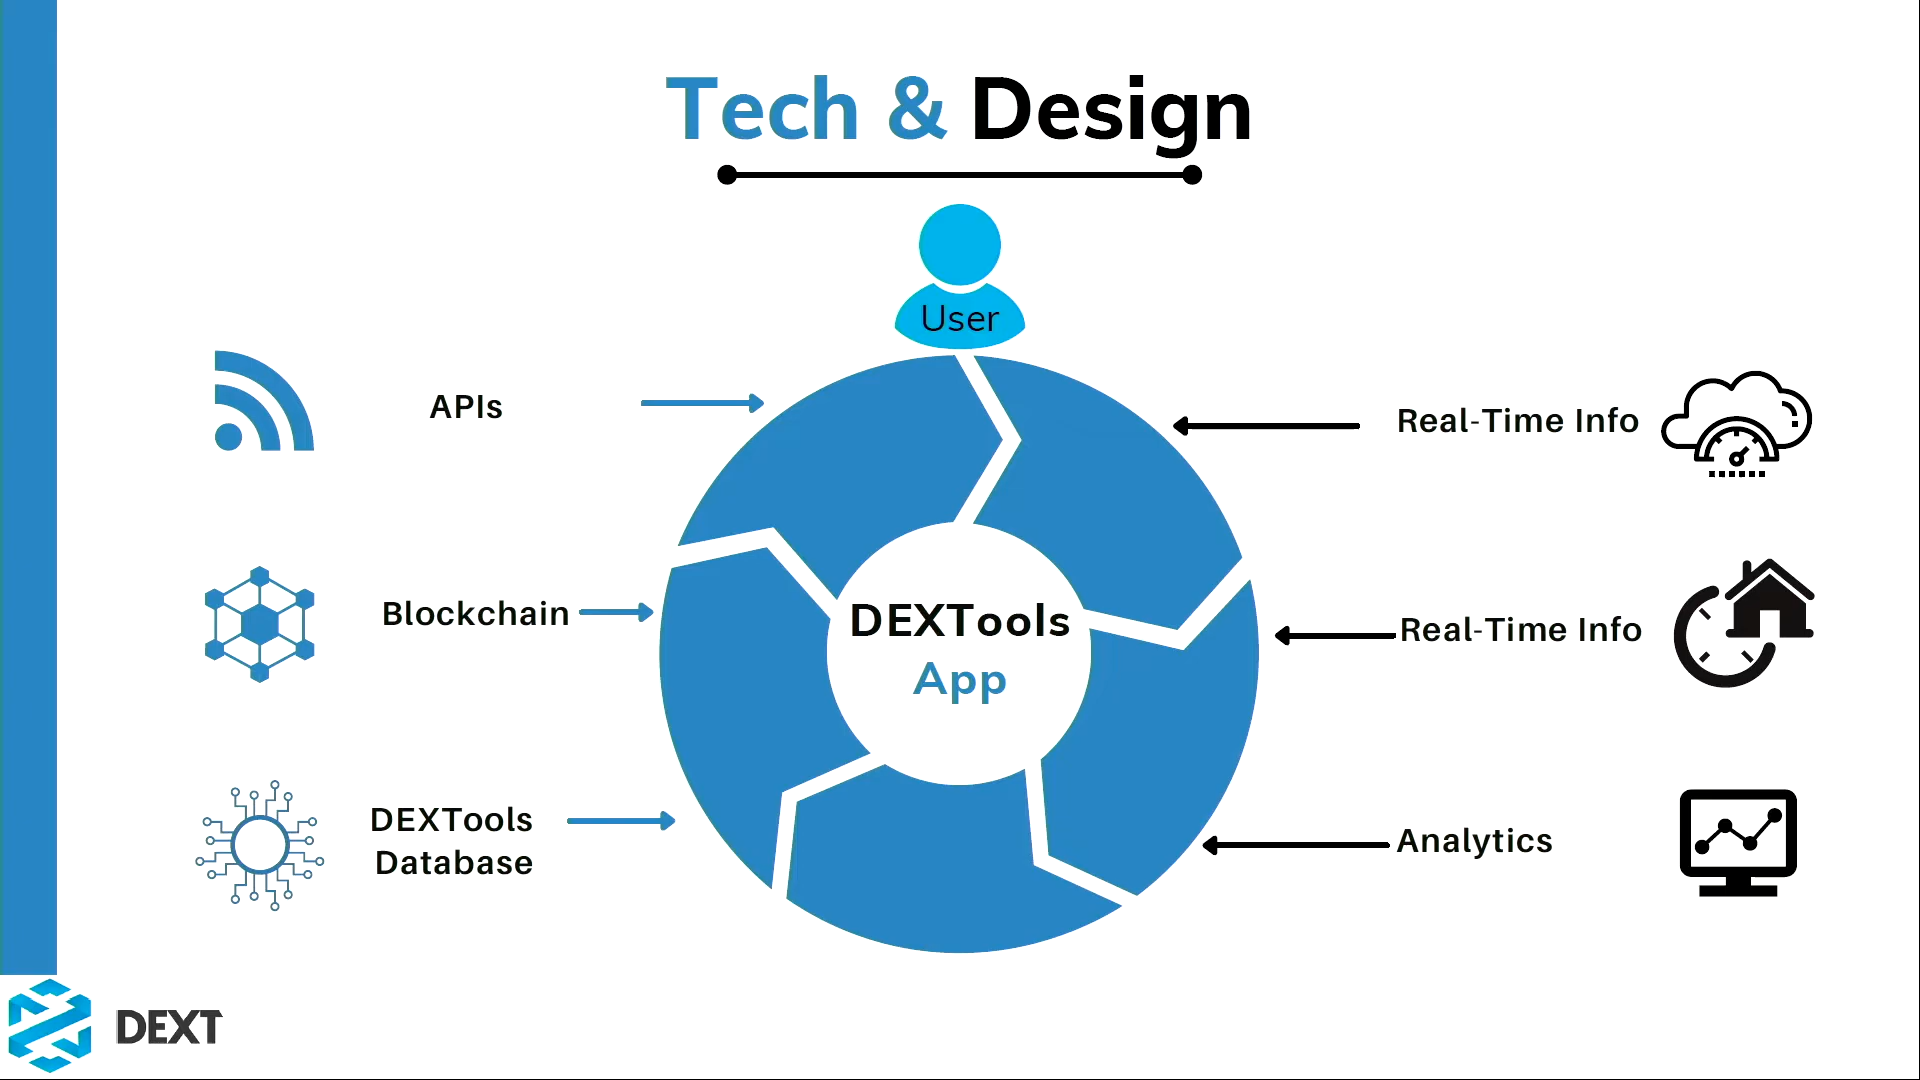 Tech & Design
User
APIs
Real-Time Info
Blockchain
DEXTools
App
Real-Time Info
DEXTools
Database
Analytics
DEXT